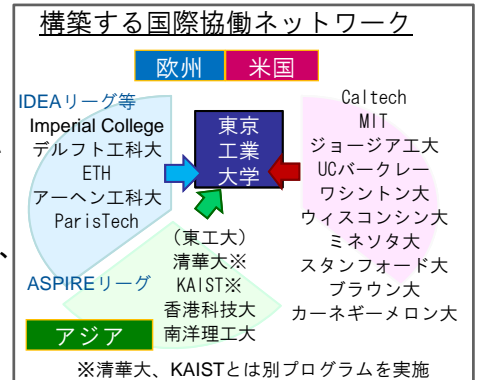 構築する国際協働ネットワーク
欧州 米国
IDEAリーグ等
Imperial College
デルフト工科大
ETH
アーヘン工科大
ParisTech
東京
工業
大学
Caltech
MIT
ジョージア工大
UCバークレー
ワシントン大
ウィスコンシン大
ミネソタ大
スタンフォード大
ブラウン大
カーネギーメロン大
ASPIREリーグ
(東工大)
清華大※
KAIST※
香港科技大
南洋理工大
アジア
※清華大、KAISTとは別プログラムを実施